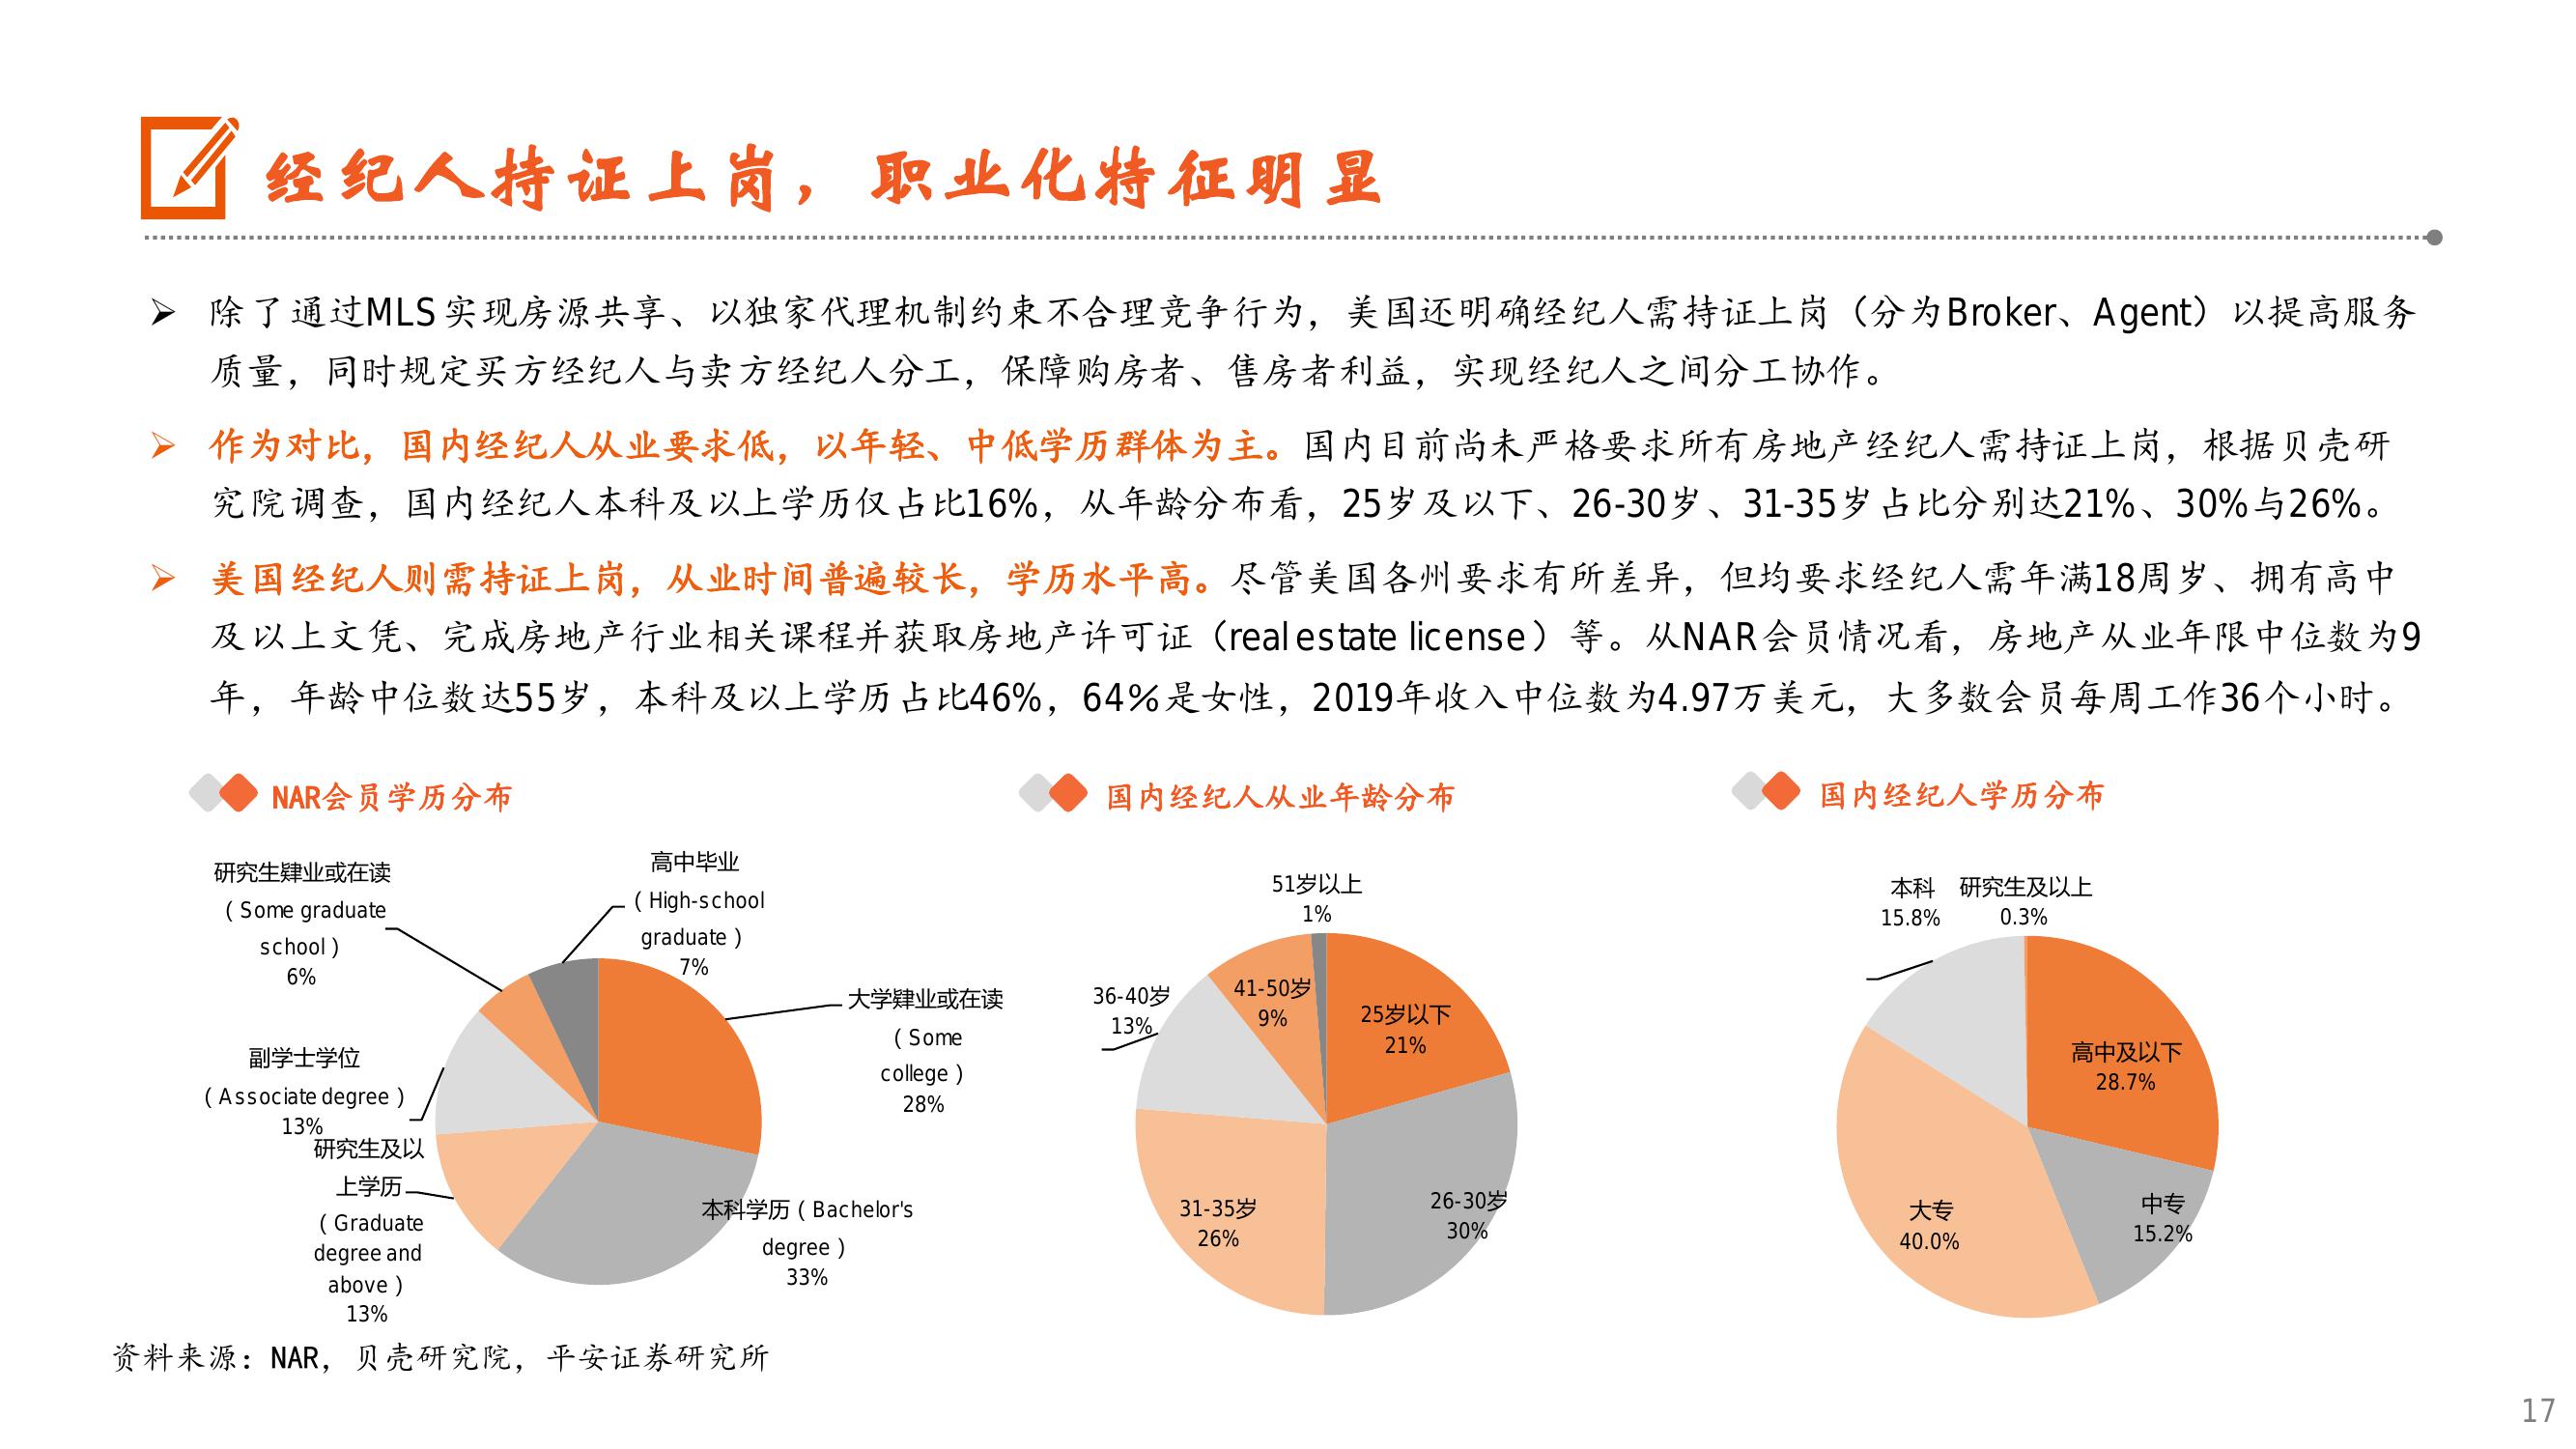 经纪人持证上岗，职业化特征明显
除了通过MLS实现房源共享、以独家代理机制约束不合理竞争行为，美国还明确经纪人需持证上岗（分为Broker、Agent）以提高服务
质量，同时规定买方经纪人与卖方经纪人分工，保障购房者、售房者利益，实现经纪人之间分工协作。
作为对比，国内经纪人从业要求低，以年轻、中低学历群体为主。国内目前尚未严格要求所有房地产经纪人需持证上岗，根据贝壳研
究院调查，国内经纪人本科及以上学历仅占比16%，从年龄分布看，25岁及以下、26-30岁、31-35岁占比分别达21%、30%与26%。
美国经纪人则需持证上岗，从业时间普遍较长，学历水平高。尽管美国各州要求有所差异，但均要求经纪人需年满18周岁、拥有高中
及以上文凭、完成房地产行业相关课程并获取房地产许可证（real estate license）等。从NAR会员情况看，房地产从业年限中位数为9
年，年龄中位数达55岁，本科及以上学历占比46%，64%是女性，2019年收入中位数为4.97万美元，大多数会员每周工作36个小时。
NAR会员学历分布
研究生肄业或在读
（Some graduate
school）
6%
高中毕业
（High-school
graduate）
7%
大学肄业或在读
（Some
college）
28%
副学士学位
（Associate degree）
13%
研究生及以
上学历
（Graduate
degree and
above）
13%
本科学历（Bachelor's
degree）
33%
国内经纪人从业年龄分布
51岁以上
1%
36-40岁
13%
41-50岁
9%
25岁以下
21%
31-35岁
26%
26-30岁
30%
国内经纪人学历分布
本科
15.8%
研究生及以上
0.3%
高中及以下
28.7%
大专
40.0%
中专
15.2%
资料来源：NAR，贝壳研究院，平安证券研究所
17